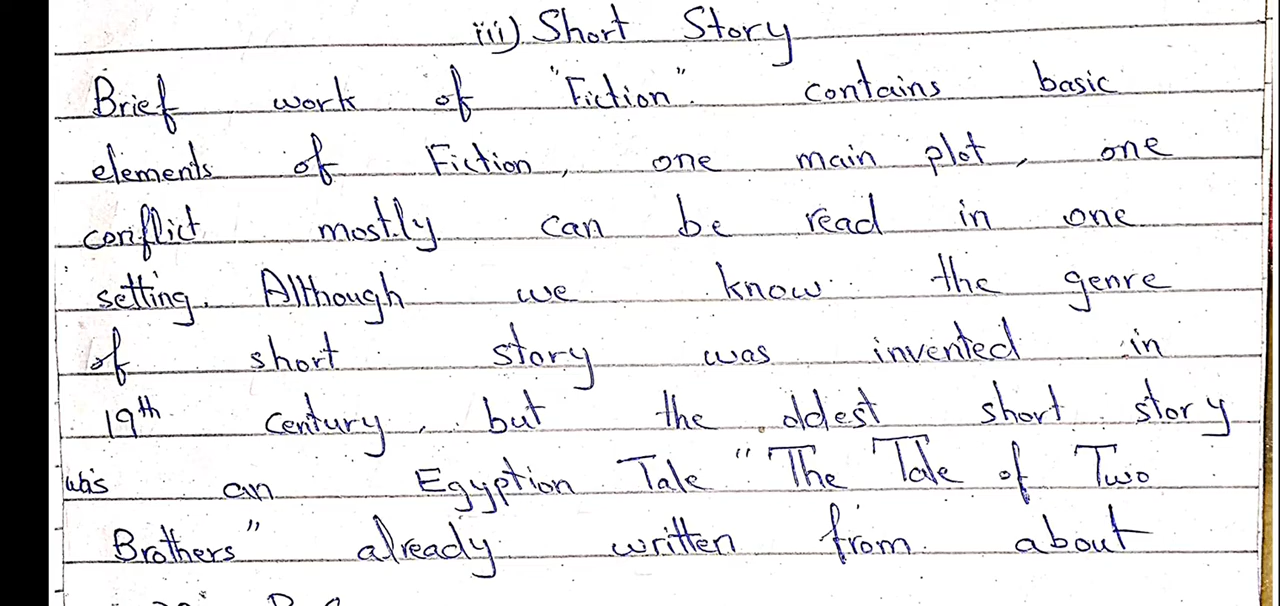 iii) Short Story
Brief work of "Fiction". contains basic
elements of Fiction, one main plot, one
conflict mostly can be read in one
setting. Although we know the genre
of short story was invented in
19th century, but the oldest short story
was an Egyption Tale "The Tale of Two
Brothers" already written from about